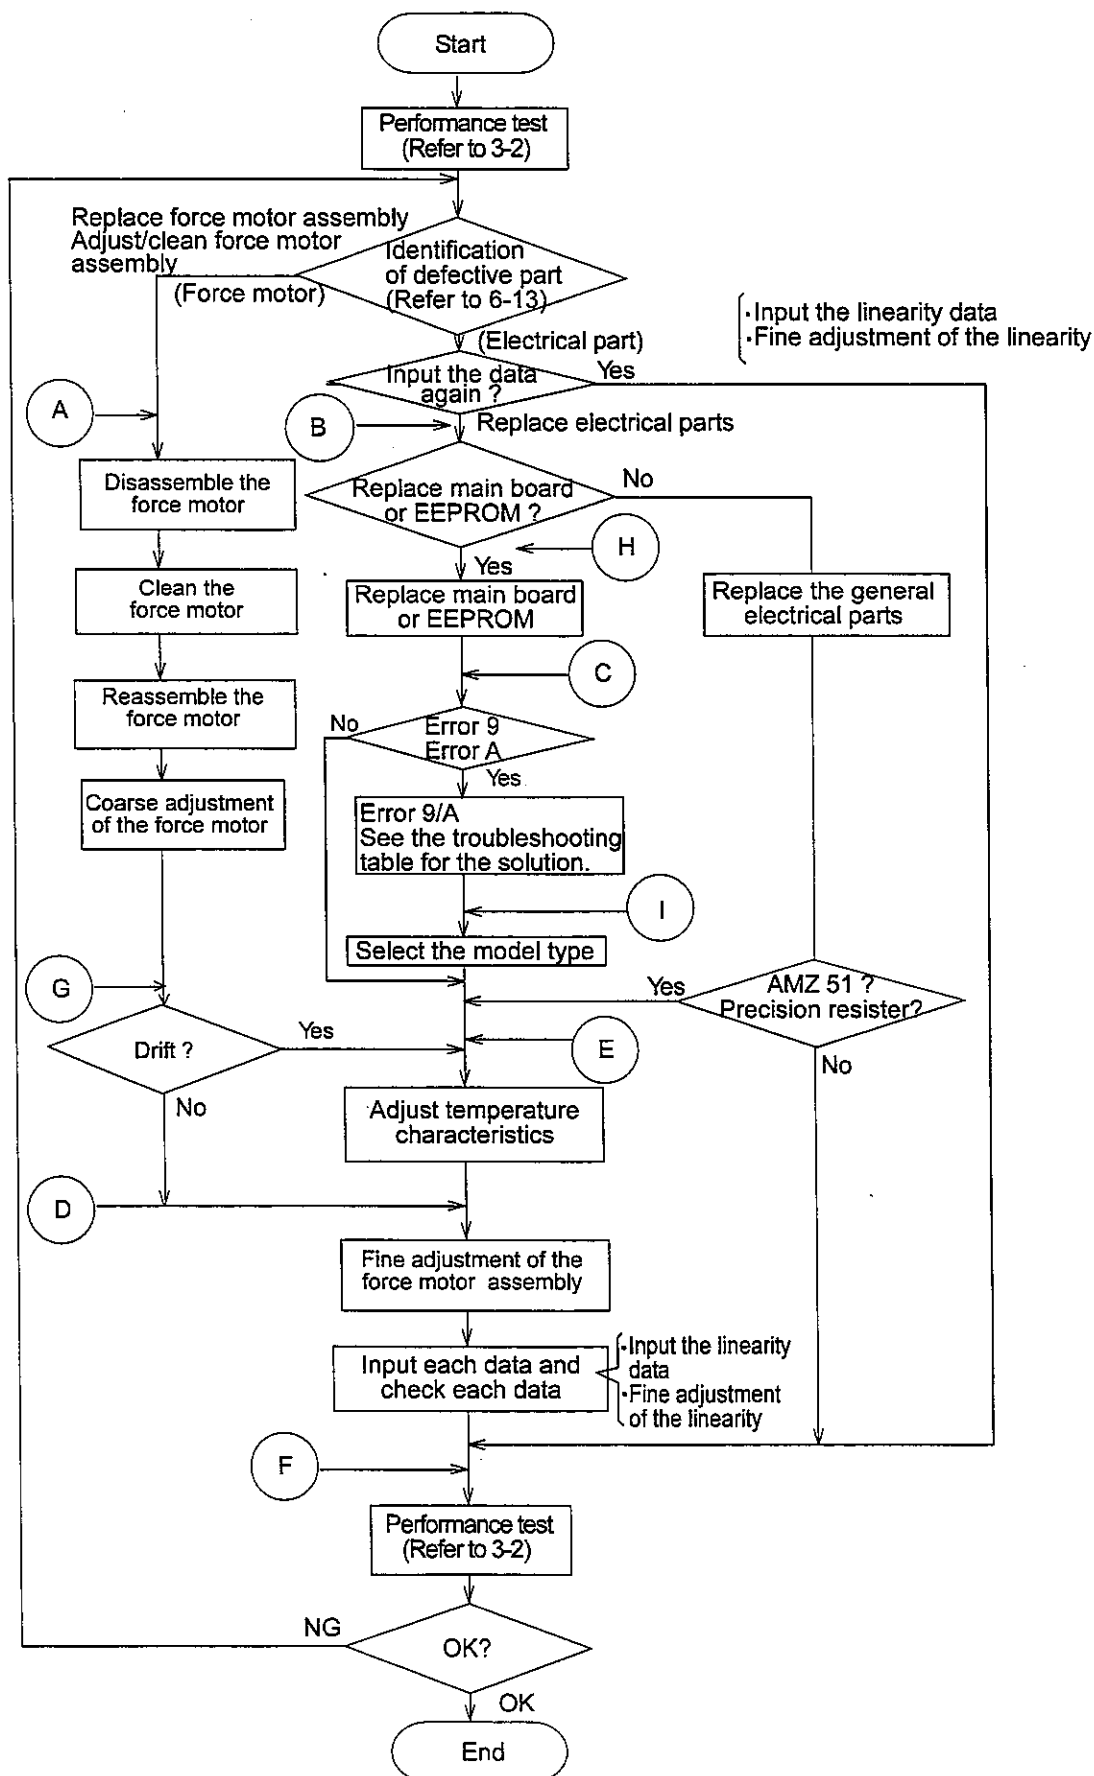 Start
Performance test
(Refer to 3-2)
Replace force motor assembly
Adjust/clean force motor
assembly
(Force motor)
Identification
of defective part
(Refer to 6-13)
(Electrical part)
·Input the linearity data
·Fine adjustment of the linearity
Input the data
again ?
Yes
A
B
Replace electrical parts
Disassemble the
force motor
Replace main board
or EEPROM ?
No
H
Yes
Clean the
force motor
Replace main board
or EEPROM
Replace the general
electrical parts
C
Reassemble the
force motor
No
Error 9
Error A
Yes
Coarse adjustment
of the force motor
Error 9/A
See the troubleshooting
table for the solution.
I
Select the model type
G
Yes
AMZ 51 ?
Precision resister?
Drift ?
Yes
E
No
No
Adjust temperature
characteristics
D
Fine adjustment of the
force motor assembly
Input each data and
check each data
·Input the linearity
data
·Fine adjustment
of the linearity
F
Performance test
(Refer to 3-2)
NG
OK?
OK
End